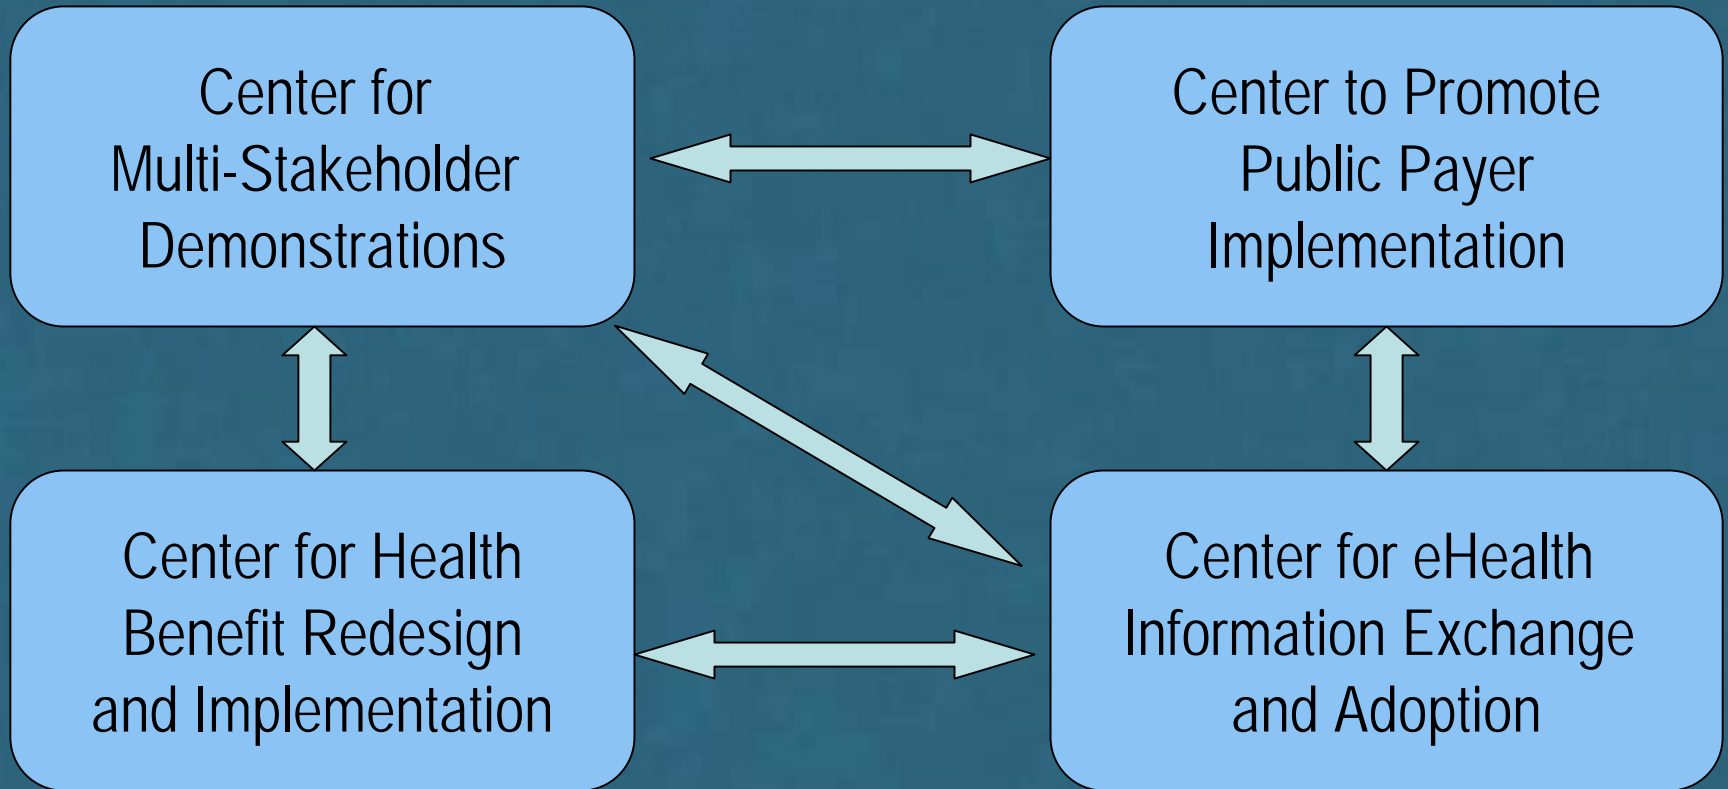 Center for
Multi-Stakeholder
Demonstrations
Center to Promote
Public Payer
Implementation
Center for Health
Benefit Redesign
and Implementation
Center for eHealth
Information Exchange
and Adoption